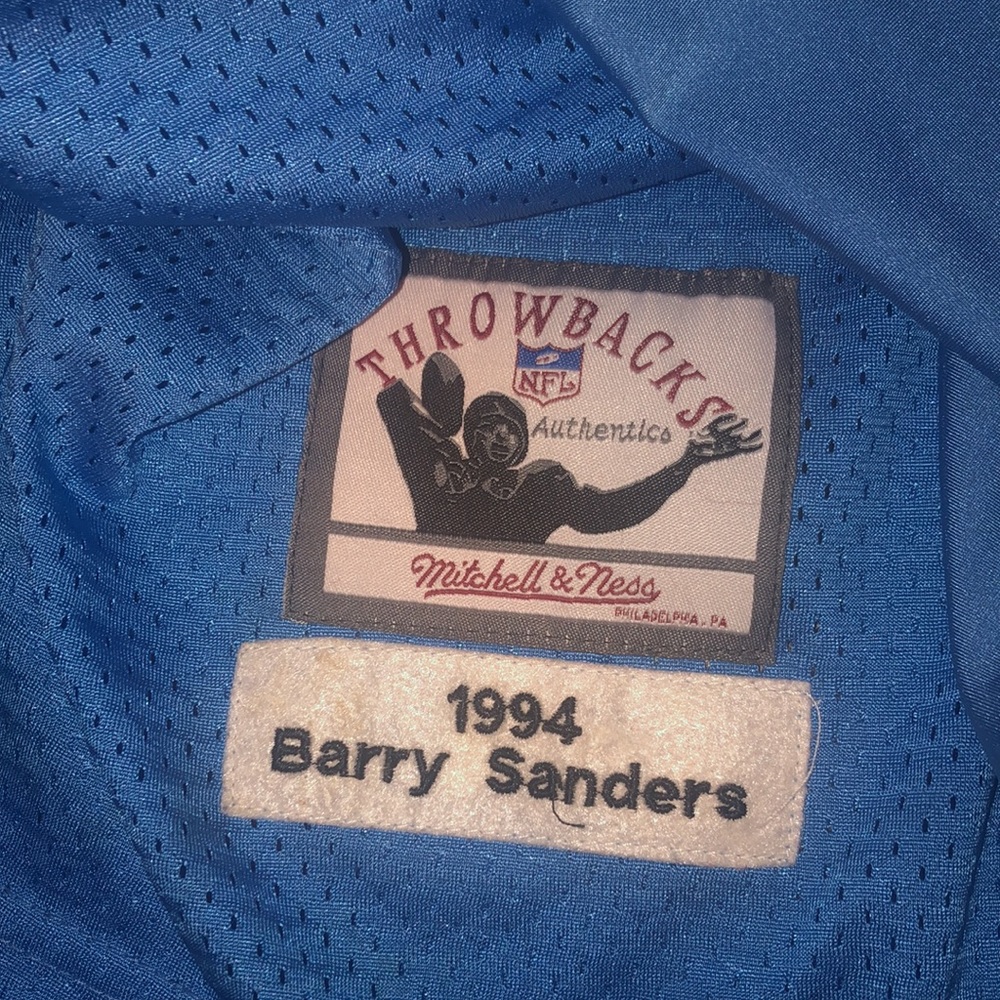 THROWBACKS
NFL
Authentics
Mitchell & Ness
PHILADELPHIA, PA
1994
Barry Sanders